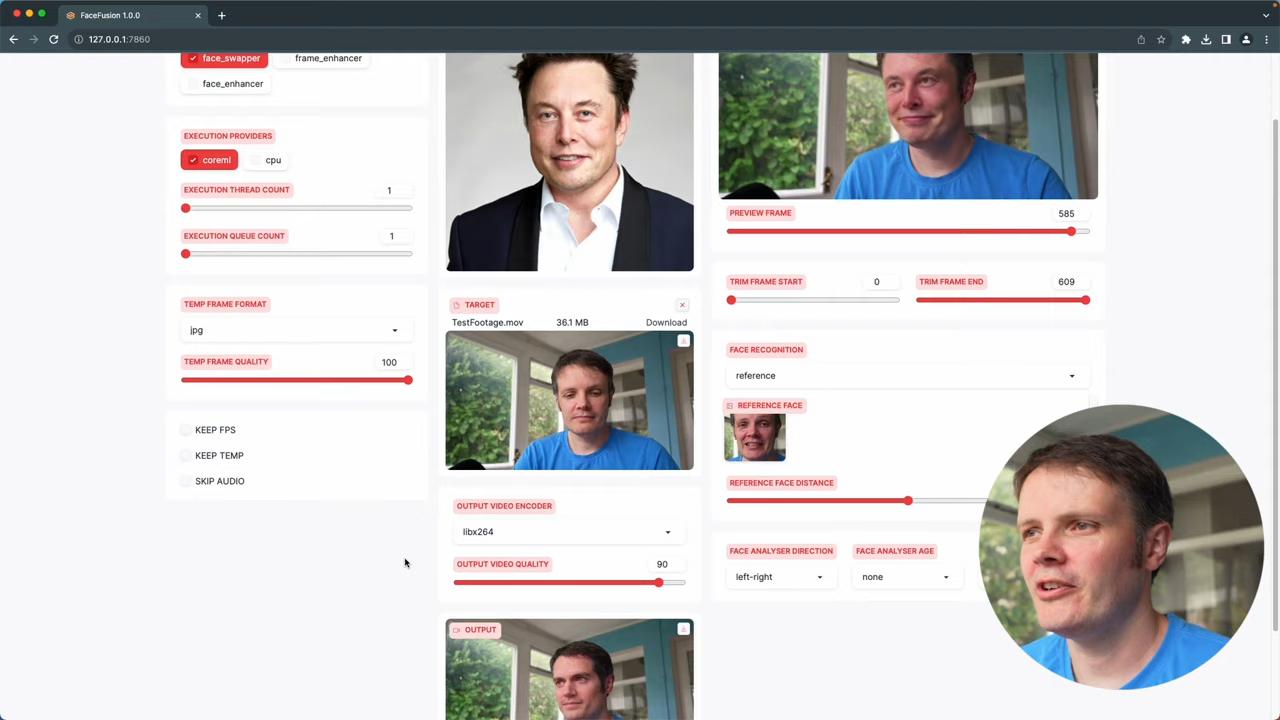 FaceFusion 1.0.0
127.0.0.1:7860
face_swapper
frame_enhancer
face_enhancer
EXECUTION PROVIDERS
coreml
cpu
EXECUTION THREAD COUNT
1
EXECUTION QUEUE COUNT
1
TEMP FRAME FORMAT
jpg
TEMP FRAME QUALITY
100
KEEP FPS
KEEP TEMP
SKIP AUDIO
TARGET
TestFootage.mov 36.1 MB Download
OUTPUT VIDEO ENCODER
libx264
OUTPUT VIDEO QUALITY
90
OUTPUT
PREVIEW FRAME
585
TRIM FRAME START
0
TRIM FRAME END
609
FACE RECOGNITION
reference
REFERENCE FACE
REFERENCE FACE DISTANCE
FACE ANALYSER DIRECTION
left-right
FACE ANALYSER AGE
none